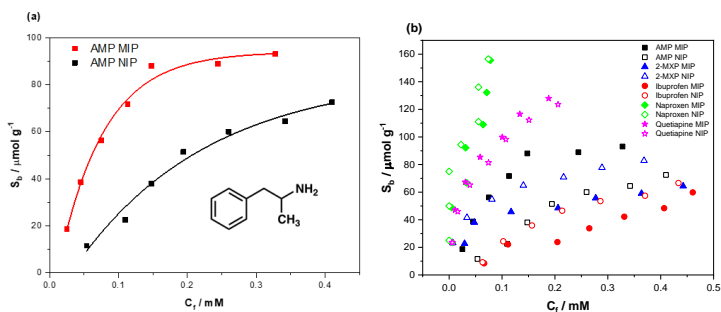 (a)
AMP MIP
AMP NIP
100
80
60
40
20
0
S_b / μmol g⁻¹
0.0 0.1 0.2 0.3 0.4
C_f / mM
NH₂
CH₃
(b)
AMP MIP
AMP NIP
2-MXP MIP
2-MXP NIP
Ibuprofen MIP
Ibuprofen NIP
Naproxen MIP
Naproxen NIP
Quetiapine MIP
Quetiapine NIP
160
140
120
100
80
60
40
20
0
S_b / μmol g⁻¹
0.0 0.1 0.2 0.3 0.4 0.5
C_f / mM